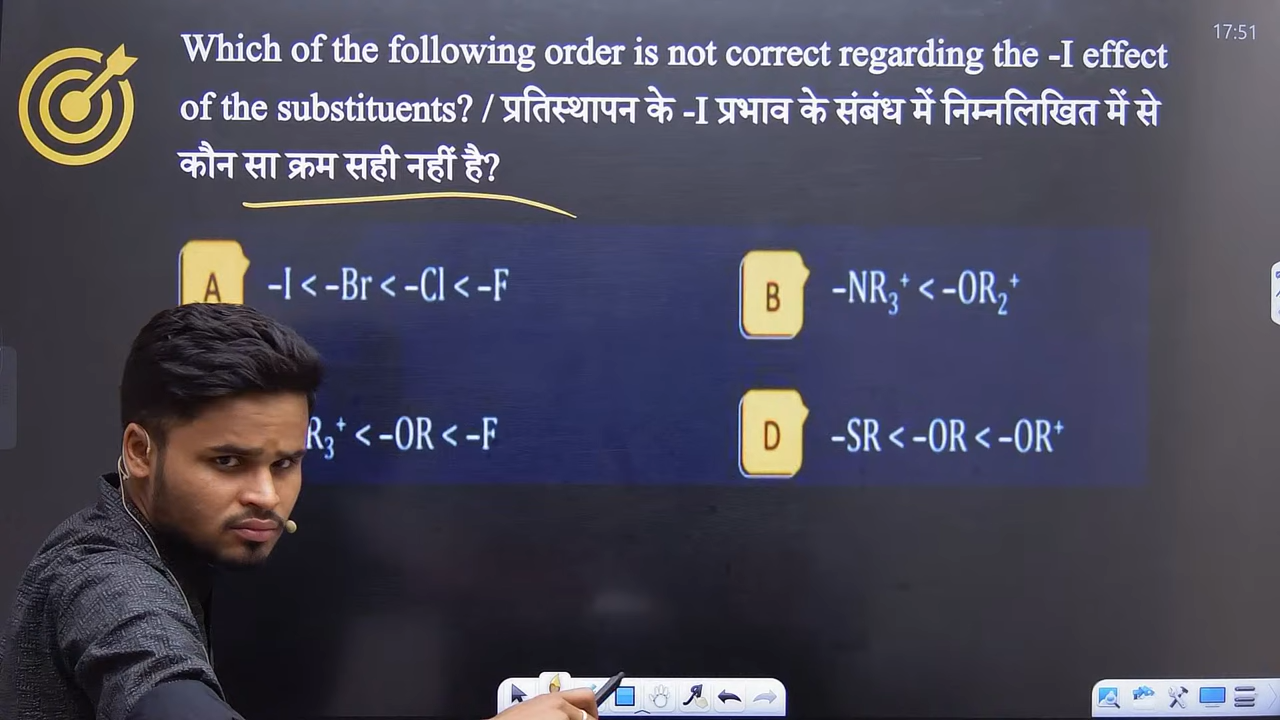 17:51
Which of the following order is not correct regarding the -I effect
of the substituents? / प्रतिस्थापन के -I प्रभाव के संबंध में निम्नलिखित में से
कौन सा क्रम सही नहीं है?
A -I < -Br < -Cl < -F
B -NR₃⁺ < -OR₂⁺
R₃⁺ < -OR < -F
D -SR < -OR < -OR⁺